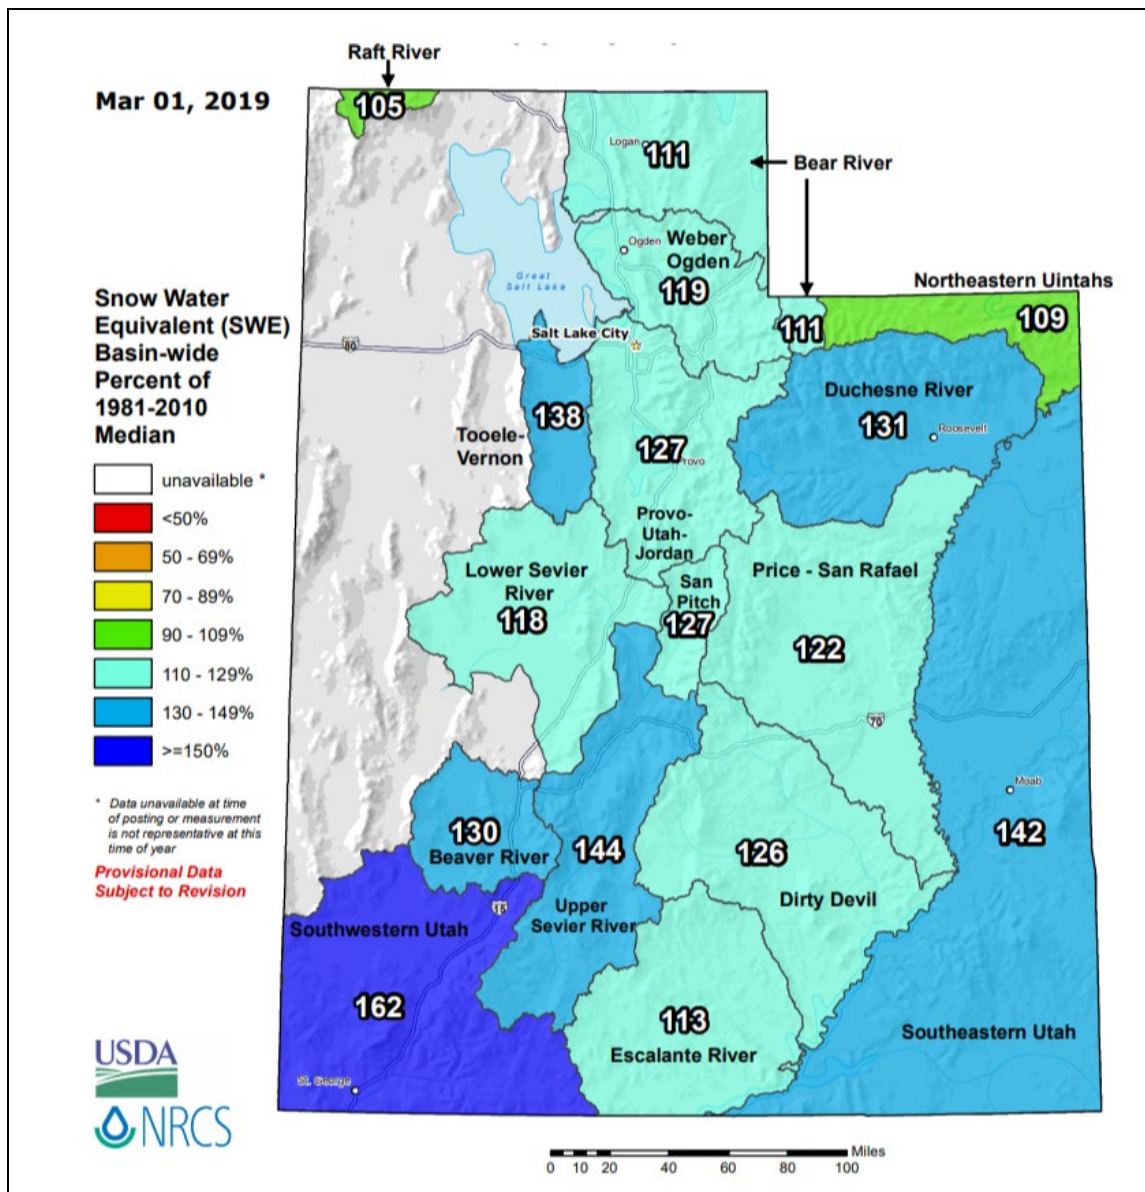 Raft River
Mar 01, 2019
105
Logan
111
Bear River
Ogden
Weber
Ogden
119
Great
Salt Lake
Northeastern Uintahs
109
111
Snow Water
Equivalent (SWE)
Basin-wide
Percent of
1981-2010
Median
Salt Lake City
80
Duchesne River
131
Roosevelt
138
Tooele-
Vernon
127
Provo
Provo-
Utah-
Jordan
unavailable *
<50%
50 - 69%
70 - 89%
90 - 109%
110 - 129%
130 - 149%
>=150%
Lower Sevier
River
118
San
Pitch
127
Price - San Rafael
122
70
Moab
142
* Data unavailable at time
of posting or measurement
is not representative at this
time of year
Provisional Data
Subject to Revision
130
Beaver River
144
126
Dirty Devil
15
Upper
Sevier River
Southwestern Utah
162
113
Escalante River
Southeastern Utah
USDA
NRCS
St. George
Miles
0 10 20 40 60 80 100